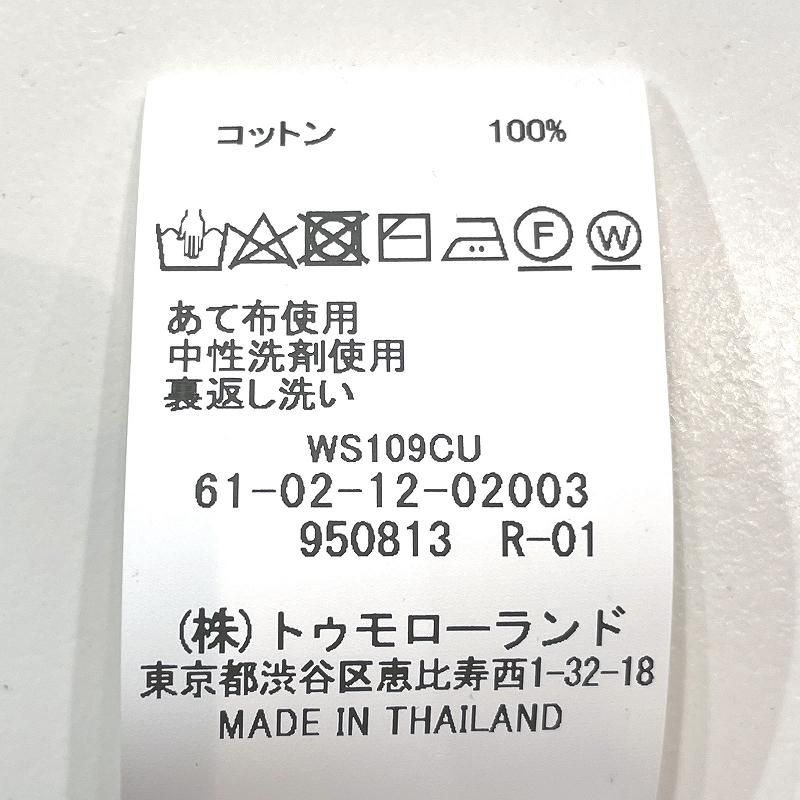 コットン 100%
F W
あて布使用
中性洗剤使用
裏返し洗い
WS109CU
61-02-12-02003
950813 R-01
(株)トゥモローランド
東京都渋谷区恵比寿西1-32-18
MADE IN THAILAND